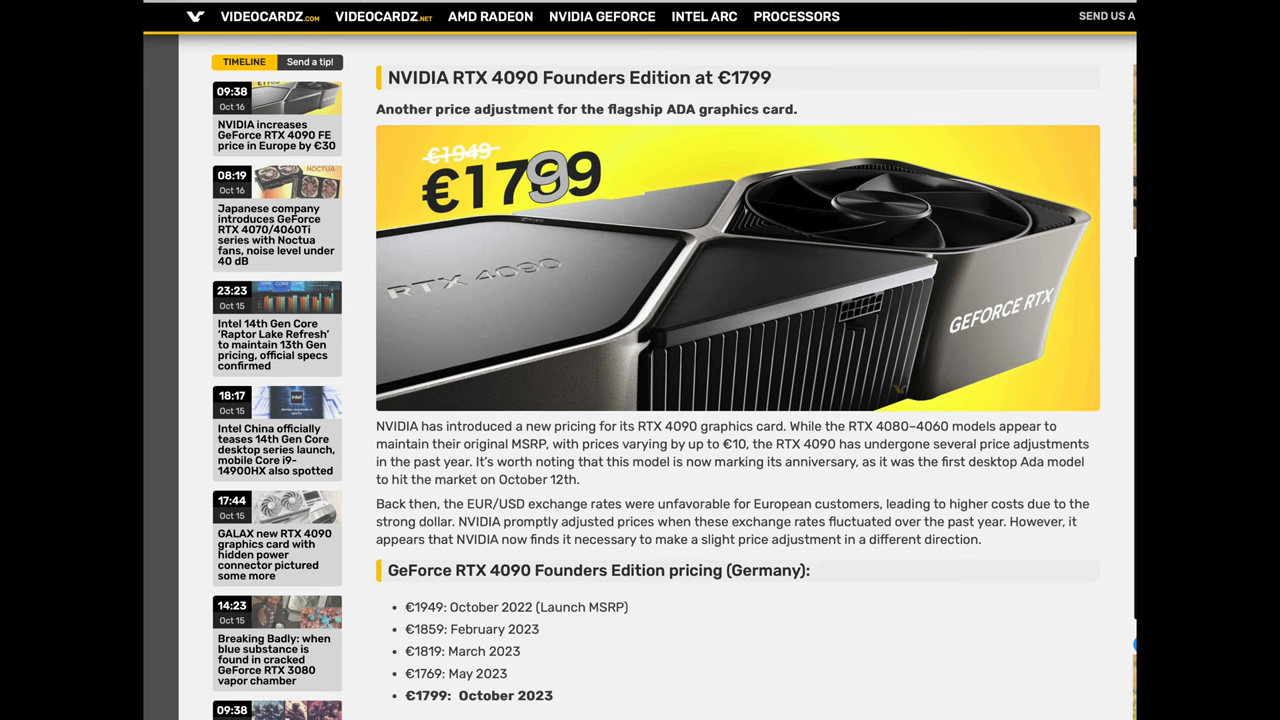 VIDEOCARDZ.COM VIDEOCARDZ.NET AMD RADEON NVIDIA GEFORCE INTEL ARC PROCESSORS SEND US A
TIMELINE Send a tip!
09:38
Oct 16
NVIDIA increases
GeForce RTX 4090 FE
price in Europe by €30
08:19
Oct 16
NOCTUA
Japanese company
introduces GeForce
RTX 4070/4060Ti
series with Noctua
fans, noise level under
40 dB
23:23
Oct 15
Intel 14th Gen Core
‘Raptor Lake Refresh’
to maintain 13th Gen
pricing, official specs
confirmed
18:17
Oct 15
intel
Intel China officially
teases 14th Gen Core
desktop series launch,
mobile Core i9-
14900HX also spotted
17:44
Oct 15
GALAX new RTX 4090
graphics card with
hidden power
connector pictured
some more
14:23
Oct 15
Breaking Badly: when
blue substance is
found in cracked
GeForce RTX 3080
vapor chamber
09:38
NVIDIA RTX 4090 Founders Edition at €1799
Another price adjustment for the flagship ADA graphics card.
€1949
€1799
RTX 4090
GEFORCE RTX
NVIDIA has introduced a new pricing for its RTX 4090 graphics card. While the RTX 4080–4060 models appear to
maintain their original MSRP, with prices varying by up to €10, the RTX 4090 has undergone several price adjustments
in the past year. It’s worth noting that this model is now marking its anniversary, as it was the first desktop Ada model
to hit the market on October 12th.
Back then, the EUR/USD exchange rates were unfavorable for European customers, leading to higher costs due to the
strong dollar. NVIDIA promptly adjusted prices when these exchange rates fluctuated over the past year. However, it
appears that NVIDIA now finds it necessary to make a slight price adjustment in a different direction.
GeForce RTX 4090 Founders Edition pricing (Germany):
• €1949: October 2022 (Launch MSRP)
• €1859: February 2023
• €1819: March 2023
• €1769: May 2023
• €1799: October 2023